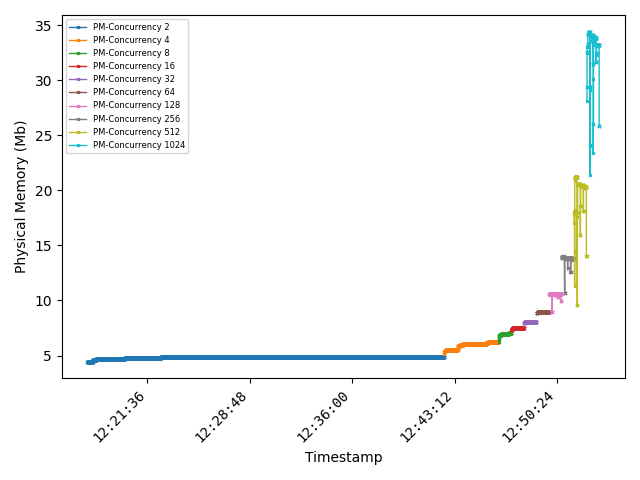 PM-Concurrency 2
PM-Concurrency 4
PM-Concurrency 8
PM-Concurrency 16
PM-Concurrency 32
PM-Concurrency 64
PM-Concurrency 128
PM-Concurrency 256
PM-Concurrency 512
PM-Concurrency 1024
Physical Memory (Mb)
35
30
25
20
15
10
5
12:21:36
12:28:48
12:36:00
12:43:12
12:50:24
Timestamp